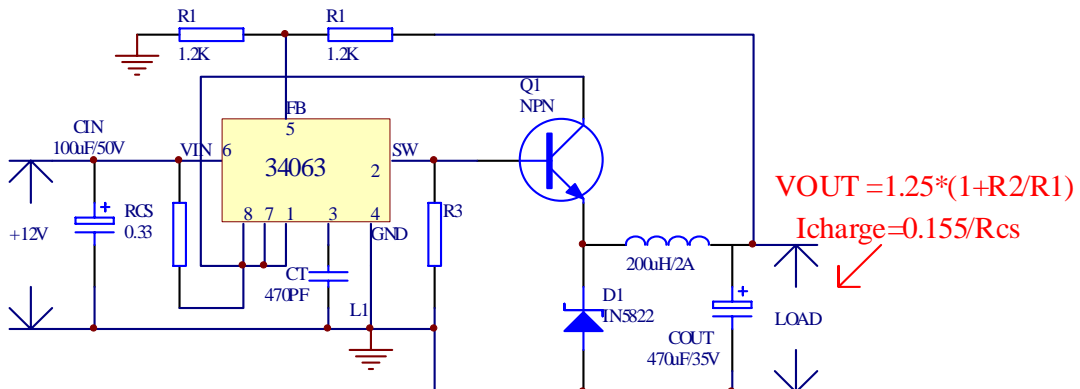 R1
R1
1.2K
1.2K
Q1
NPN
FB
5
CIN
100uF/50V
VIN
6
SW
34063
2
VOUT =1.25*(1+R2/R1)
RCS
0.33
8 7 1 3 4
R3
Icharge=0.155/Rcs
+12V
GND
200uH/2A
CT
470PF
L1
D1
IN5822
LOAD
COUT
470uF/35V